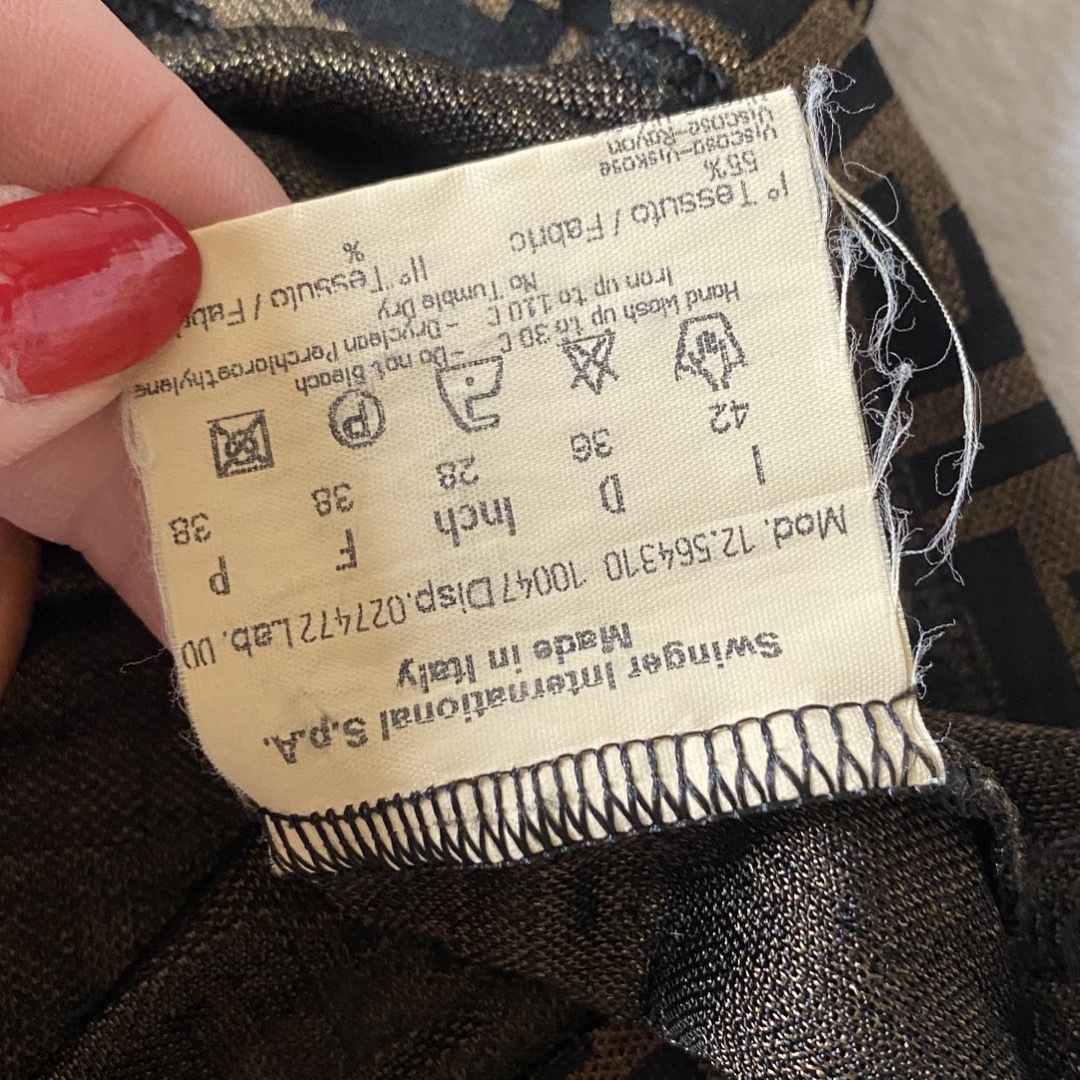 Swinger International S.p.A.
Made in Italy
Mod. 12.564310 10047 Disp.027472 Lab. 00
I D Inch F P
42 36 28 38 38
P
Hand wash up to 30 C - Do not bleach
Iron up to 110 C - Dryclean Perchloroethylene
No Tumble Dry
I° Tessuto / Fabric II° Tessuto / Fabr
55% %
Viscosa-Viskose
Viscose-Rayon